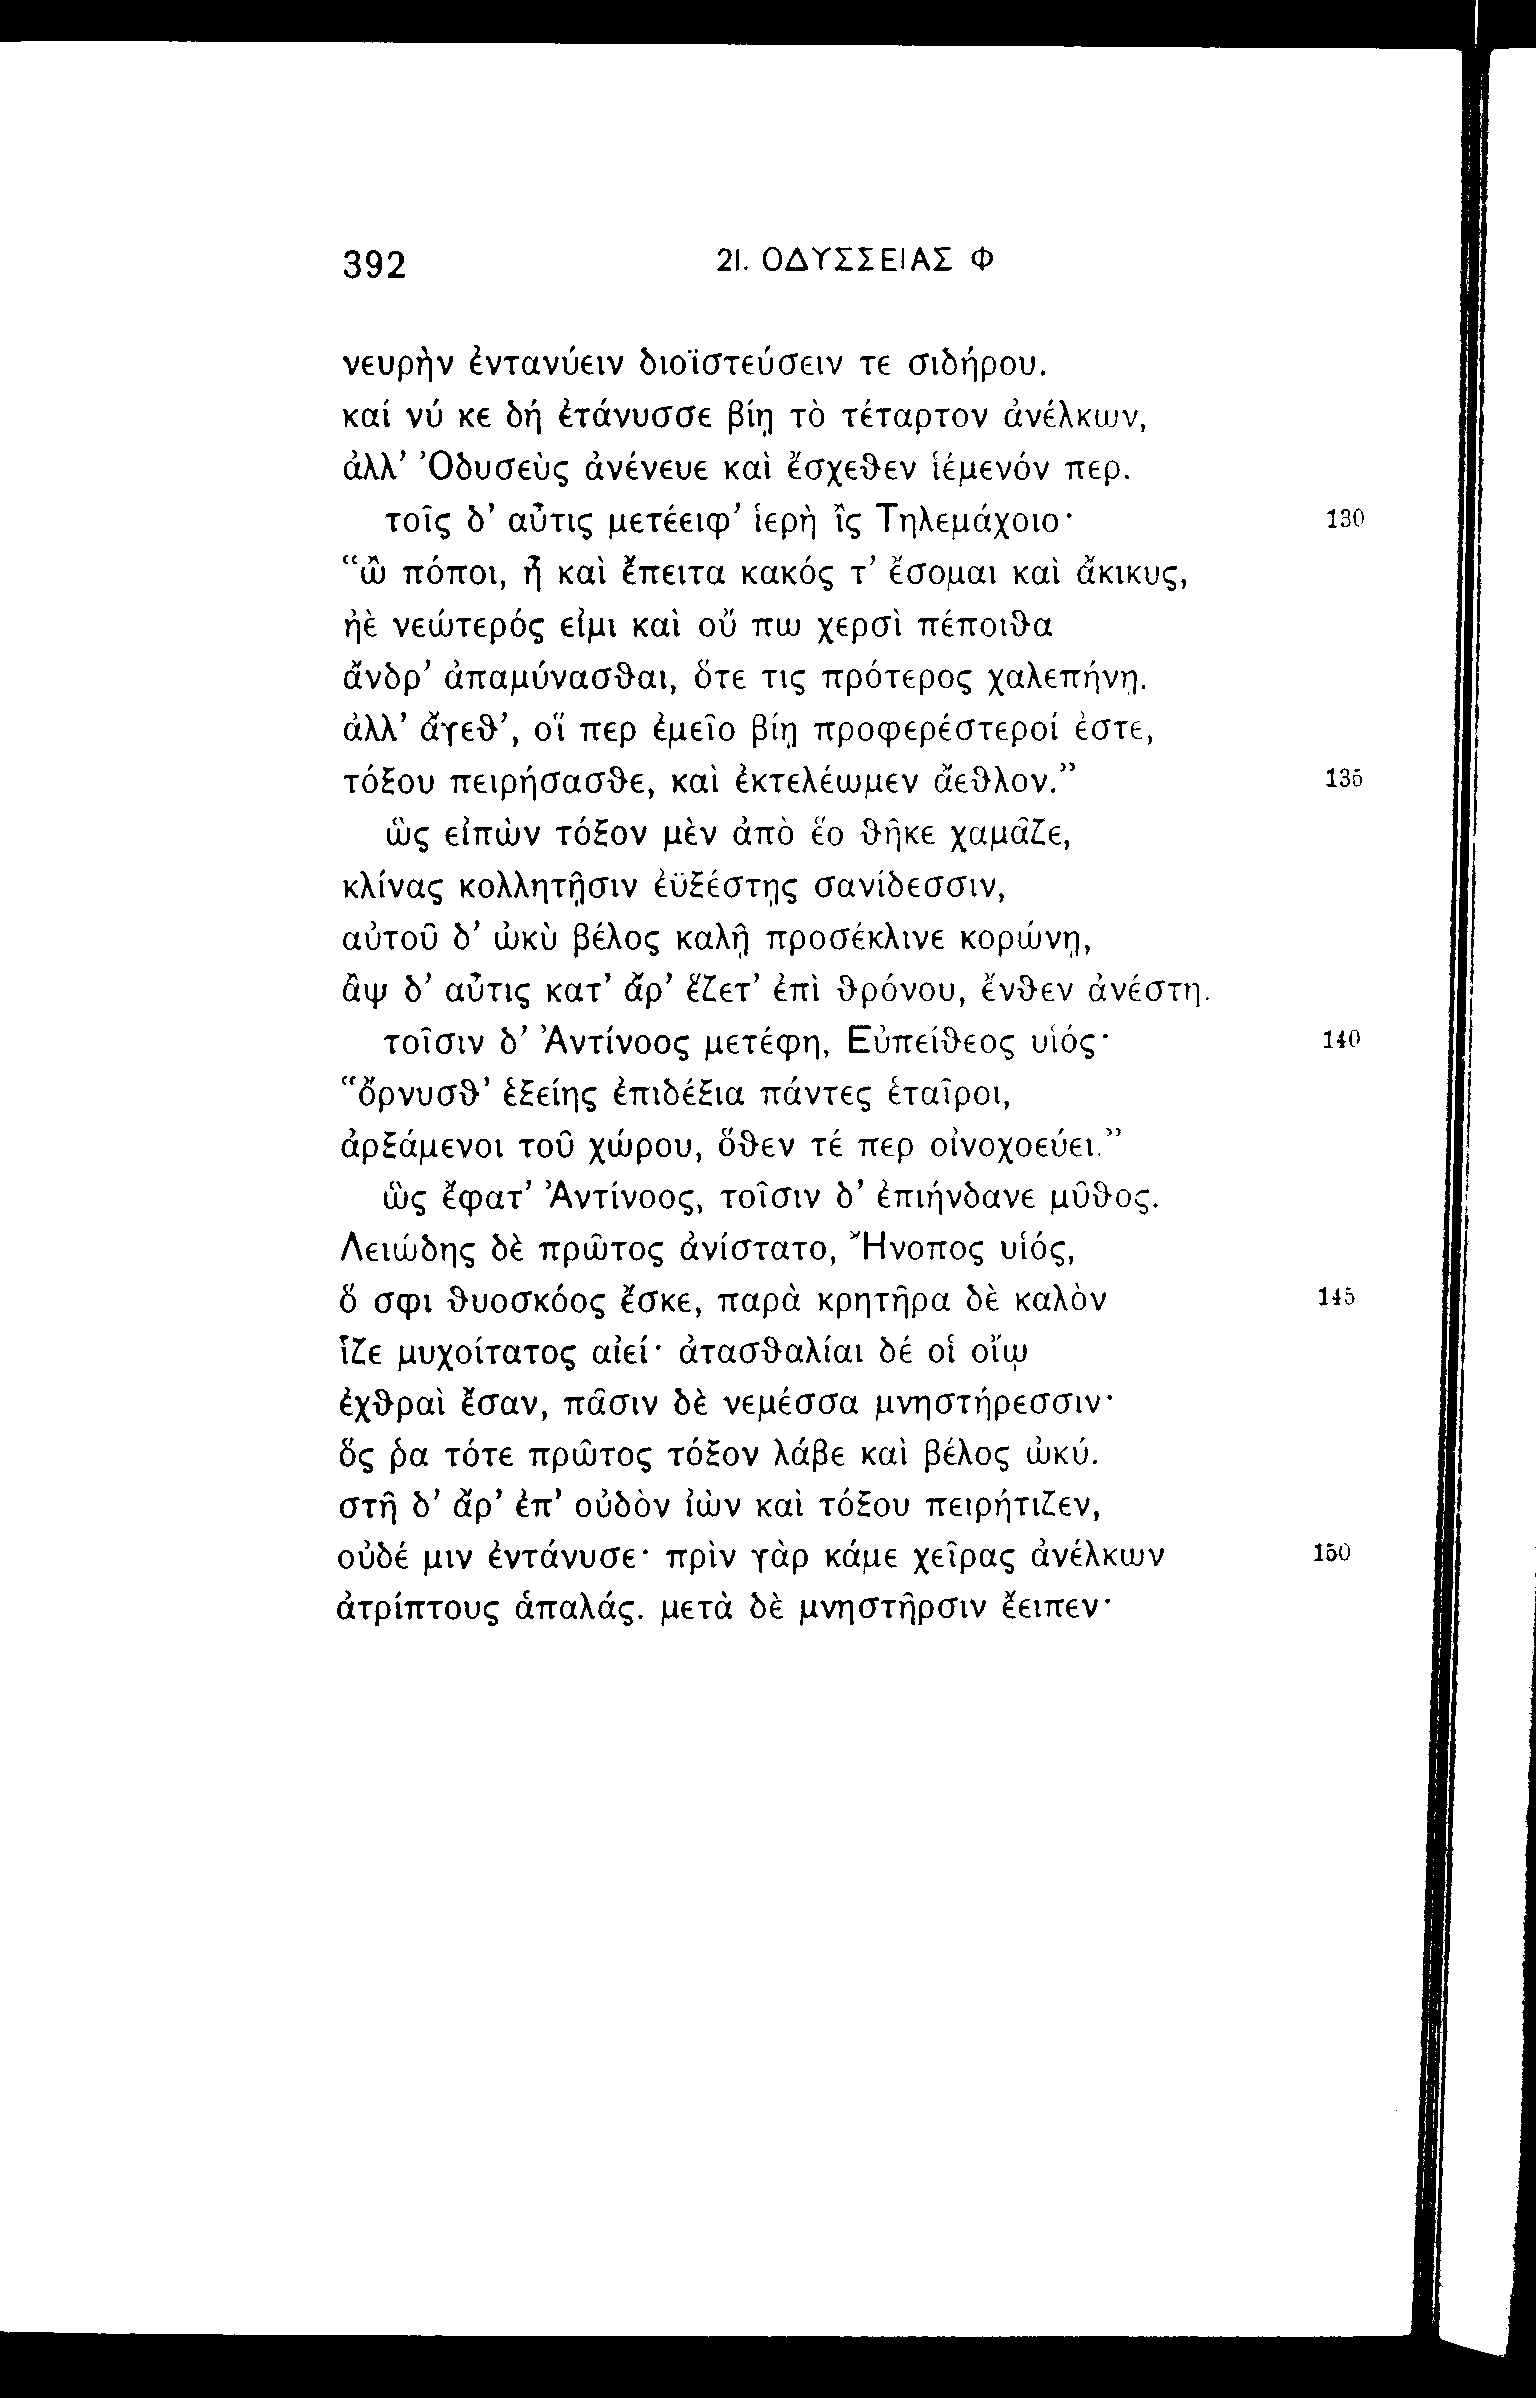 392
21. ΟΔΥΣΣΕΙΑΣ Φ
νευρὴν ἐντανύειν διοϊστεύσειν τε σιδήρου.
καί νύ κε δή ἐτάνυσσε βίῃ τὸ τέταρτον ἀνέλκων,
ἀλλ’ Ὀδυσεὺς ἀνένευε καὶ ἔσχεϑεν ἱέμενόν περ.
τοῖς δ’ αὖτις μετέειφ’ ἱερὴ ἲς Τηλεμάχοιο· 130
“ὢ πόποι, ἦ καὶ ἔπειτα κακός τ’ ἔσομαι καὶ ἄκικυς,
ἠὲ νεώτερός εἰμι καὶ οὔ πω χερσὶ πέποιϑα
ἄνδρ’ ἀπαμύνασϑαι, ὅτε τις πρότερος χαλεπήνῃ.
ἀλλ’ ἄγεϑ’, οἵ περ ἐμεῖο βίῃ προφερέστεροί ἐστε,
τόξου πειρήσασϑε, καὶ ἐκτελέωμεν ἄεϑλον.” 135
ὣς εἰπὼν τόξον μὲν ἀπὸ ἕο ϑῆκε χαμᾶζε,
κλίνας κολλητῇσιν ἐϋξέστῃς σανίδεσσιν,
αὐτοῦ δ’ ὠκὺ βέλος καλῇ προσέκλινε κορώνῃ,
ἂψ δ’ αὖτις κατ’ ἄρ’ ἕζετ’ ἐπὶ ϑρόνου, ἔνϑεν ἀνέστη.
τοῖσιν δ’ Ἀντίνοος μετέφη, Εὐπείϑεος υἱός· 140
“ὄρνυσϑ’ ἑξείης ἐπιδέξια πάντες ἑταῖροι,
ἀρξάμενοι τοῦ χώρου, ὅϑεν τέ περ οἰνοχοεύει.”
ὣς ἔφατ’ Ἀντίνοος, τοῖσιν δ’ ἐπιήνδανε μῦϑος.
Λειώδης δὲ πρῶτος ἀνίστατο, Ἤνοπος υἱός,
ὅ σφι ϑυοσκόος ἔσκε, παρὰ κρητῆρα δὲ καλὸν 145
ἷζε μυχοίτατος αἰεί· ἀτασϑαλίαι δέ οἱ οἴῳ
ἐχϑραὶ ἔσαν, πᾶσιν δὲ νεμέσσα μνηστήρεσσιν·
ὅς ῥα τότε πρῶτος τόξον λάβε καὶ βέλος ὠκύ.
στῆ δ’ ἄρ’ ἐπ’ οὐδὸν ἰὼν καὶ τόξου πειρήτιζεν,
οὐδέ μιν ἐντάνυσε· πρὶν γὰρ κάμε χεῖρας ἀνέλκων 150
ἀτρίπτους ἁπαλάς. μετὰ δὲ μνηστῆρσιν ἔειπεν·